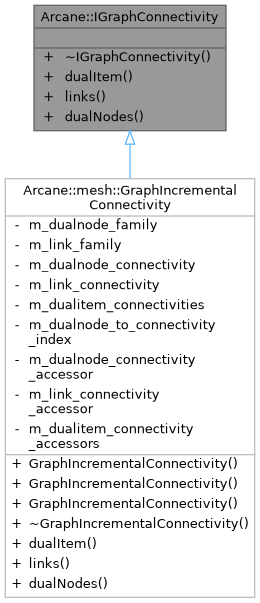 Arcane::IGraphConnectivity
+ ~IGraphConnectivity()
+ dualItem()
+ links()
+ dualNodes()
Arcane::mesh::GraphIncremental
Connectivity
- m_dualnode_family
- m_link_family
- m_dualnode_connectivity
- m_link_connectivity
- m_dualitem_connectivities
- m_dualnode_to_connectivity
_index
- m_dualnode_connectivity
_accessor
- m_link_connectivity
_accessor
- m_dualitem_connectivity
_accessors
+ GraphIncrementalConnectivity()
+ GraphIncrementalConnectivity()
+ GraphIncrementalConnectivity()
+ ~GraphIncrementalConnectivity()
+ dualItem()
+ links()
+ dualNodes()